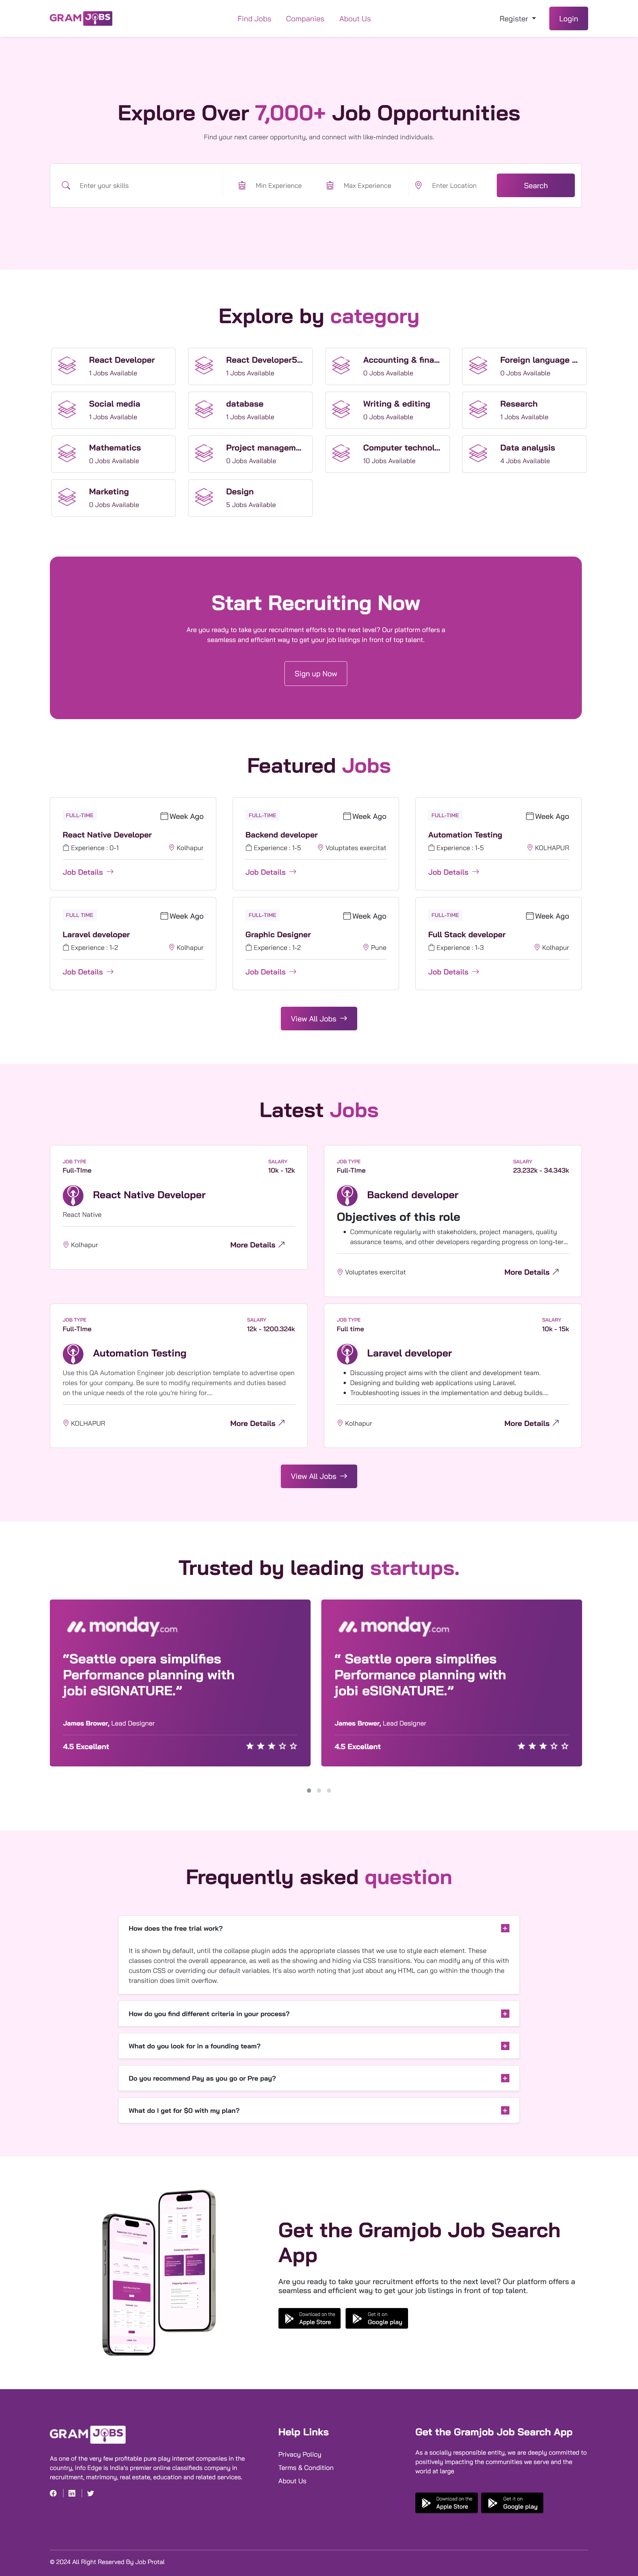 GRAM JOBS
Find Jobs
Companies
About Us
Register
Login
Explore Over 7,000+ Job Opportunities
Find your next career opportunity, and connect with like-minded individuals.
Enter your skills
Min Experience
Max Experience
Enter Location
Search
Explore by category
React Developer
1 Jobs Available
React Developer5...
1 Jobs Available
Accounting & fina...
0 Jobs Available
Foreign language ...
0 Jobs Available
Social media
1 Jobs Available
database
1 Jobs Available
Writing & editing
0 Jobs Available
Research
1 Jobs Available
Mathematics
0 Jobs Available
Project managem...
0 Jobs Available
Computer technol...
10 Jobs Available
Data analysis
4 Jobs Available
Marketing
0 Jobs Available
Design
5 Jobs Available
Start Recruiting Now
Are you ready to take your recruitment efforts to the next level? Our platform offers a
seamless and efficient way to get your job listings in front of top talent.
Sign up Now
Featured Jobs
FULL-TIME
Week Ago
React Native Developer
Experience : 0-1
Kolhapur
Job Details
FULL-TIME
Week Ago
Backend developer
Experience : 1-5
Voluptates exercitat
Job Details
FULL-TIME
Week Ago
Automation Testing
Experience : 1-5
KOLHAPUR
Job Details
FULL TIME
Week Ago
Laravel developer
Experience : 1-2
Kolhapur
Job Details
FULL-TIME
Week Ago
Graphic Designer
Experience : 1-2
Pune
Job Details
FULL-TIME
Week Ago
Full Stack developer
Experience : 1-3
Kolhapur
Job Details
View All Jobs
Latest Jobs
JOB TYPE
SALARY
Full-Time
10k - 12k
React Native Developer
React Native
Kolhapur
More Details
JOB TYPE
SALARY
Full-Time
23.232k - 34.343k
Backend developer
Objectives of this role
Communicate regularly with stakeholders, project managers, quality
assurance teams, and other developers regarding progress on long-ter...
Voluptates exercitat
More Details
JOB TYPE
SALARY
Full-Time
12k - 1200.324k
Automation Testing
Use this QA Automation Engineer job description template to advertise open
roles for your company. Be sure to modify requirements and duties based
on the unique needs of the role you're hiring for....
KOLHAPUR
More Details
JOB TYPE
SALARY
Full time
10k - 15k
Laravel developer
Discussing project aims with the client and development team.
Designing and building web applications using Laravel.
Troubleshooting issues in the implementation and debug builds....
Kolhapur
More Details
View All Jobs
Trusted by leading startups.
monday.com
“Seattle opera simplifies
Performance planning with
jobi eSIGNATURE.”
James Brower, Lead Designer
4.5 Excellent
monday.com
“ Seattle opera simplifies
Performance planning with
jobi eSIGNATURE.”
James Brower, Lead Designer
4.5 Excellent
Frequently asked question
How does the free trial work?
It is shown by default, until the collapse plugin adds the appropriate classes that we use to style each element. These
classes control the overall appearance, as well as the showing and hiding via CSS transitions. You can modify any of this with
custom CSS or overriding our default variables. It's also worth noting that just about any HTML can go within the though the
transition does limit overflow.
How do you find different criteria in your process?
What do you look for in a founding team?
Do you recommend Pay as you go or Pre pay?
What do I get for $0 with my plan?
Get the Gramjob Job Search
App
Are you ready to take your recruitment efforts to the next level? Our platform offers a
seamless and efficient way to get your job listings in front of top talent.
Download on the
Apple Store
Get it on
Google play
GRAM JOBS
As one of the very few profitable pure play internet companies in the
country, Info Edge is India's premier online classifieds company in
recruitment, matrimony, real estate, education and related services.
Help Links
Privacy Policy
Terms & Condition
About Us
Get the Gramjob Job Search App
As a socially responsible entity, we are deeply committed to
positively impacting the communities we serve and the
world at large
Download on the
Apple Store
Get it on
Google play
© 2024 All Right Reserved By Job Protal